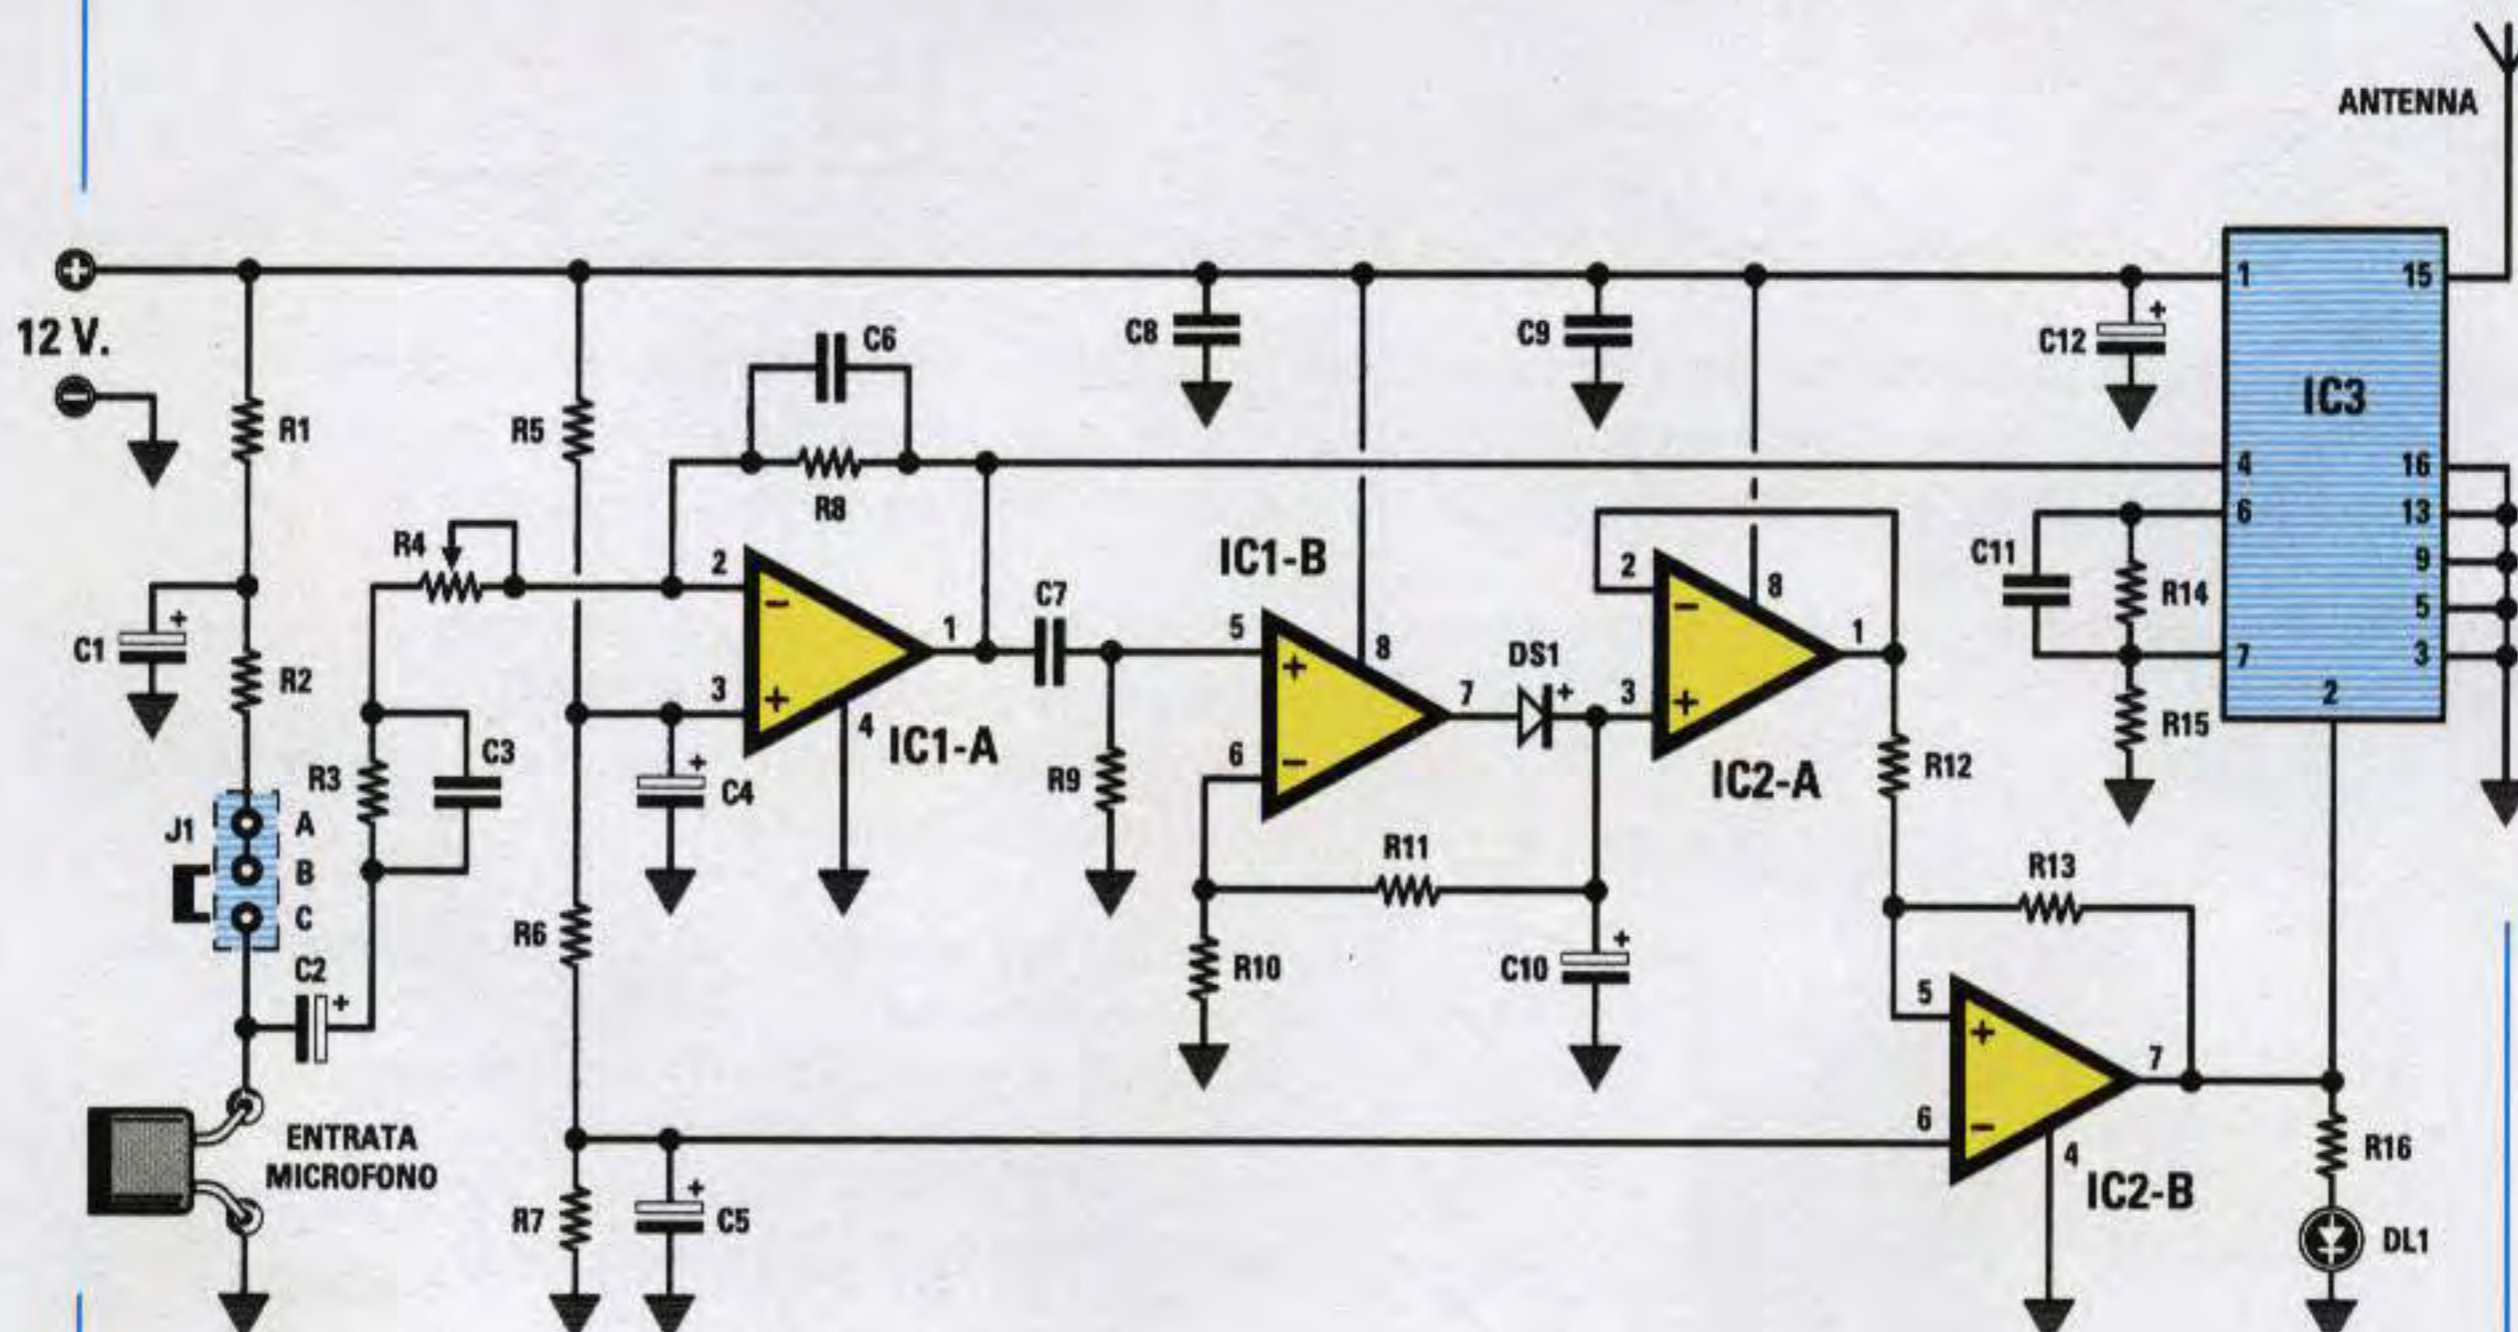 ANTENNA
12 V.
R1
R5
C6
R8
C8
C9
C12
+
1
15
IC3
4
16
6
13
9
5
7
3
2
R4
C1
+
R2
2
−
3
+
1
4
IC1-A
C7
IC1-B
5
+
8
6
−
7
DS1
+
2
−
8
3
+
1
IC2-A
C11
R14
R15
R3
C3
C4
+
R9
R12
J1
A
B
C
R11
R13
R6
C2
+
R10
C10
+
5
+
6
−
7
4
IC2-B
ENTRATA
MICROFONO
R7
C5
+
R16
DL1